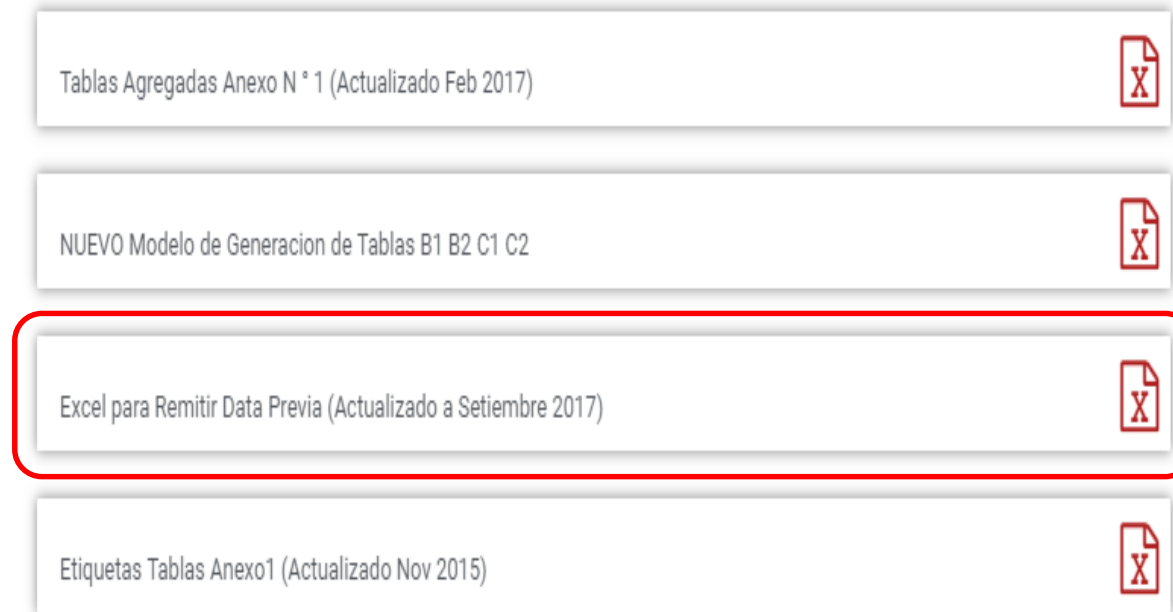 Tablas Agregadas Anexo N ° 1 (Actualizado Feb 2017)
NUEVO Modelo de Generacion de Tablas B1 B2 C1 C2
Excel para Remitir Data Previa (Actualizado a Setiembre 2017)
Etiquetas Tablas Anexo1 (Actualizado Nov 2015)